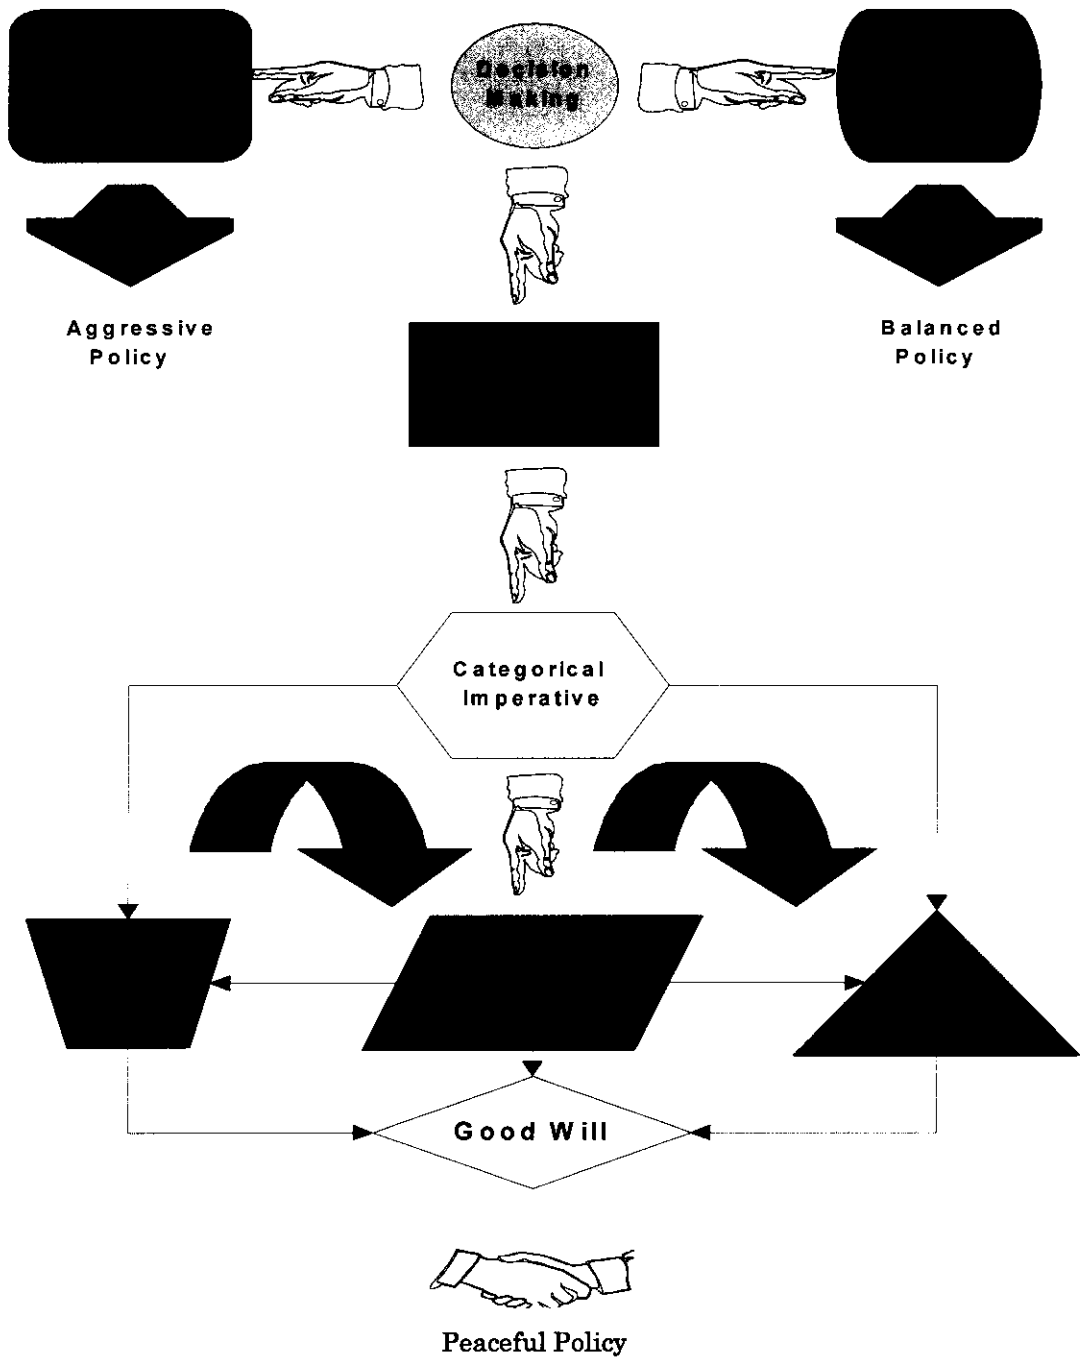 Decision
Making
Aggressive
Policy
Balanced
Policy
Categorical
Imperative
Good Will
Peaceful Policy